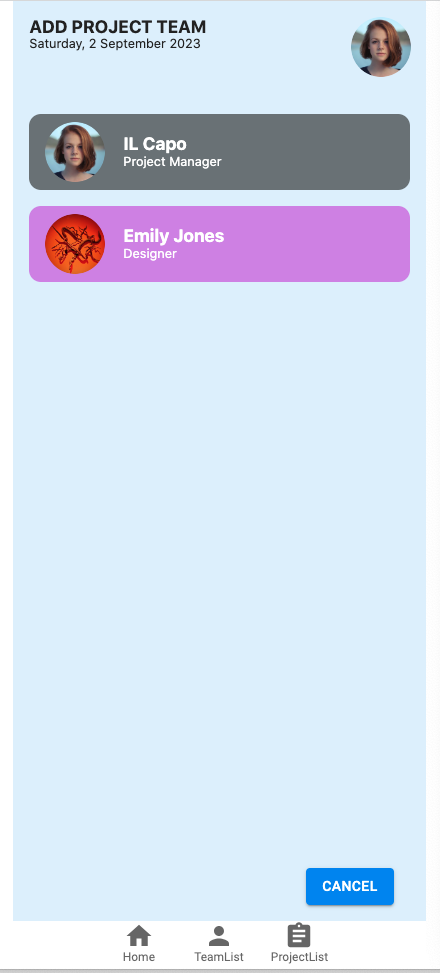 ADD PROJECT TEAM
Saturday, 2 September 2023
IL Capo
Project Manager
Emily Jones
Designer
CANCEL
Home
TeamList
ProjectList